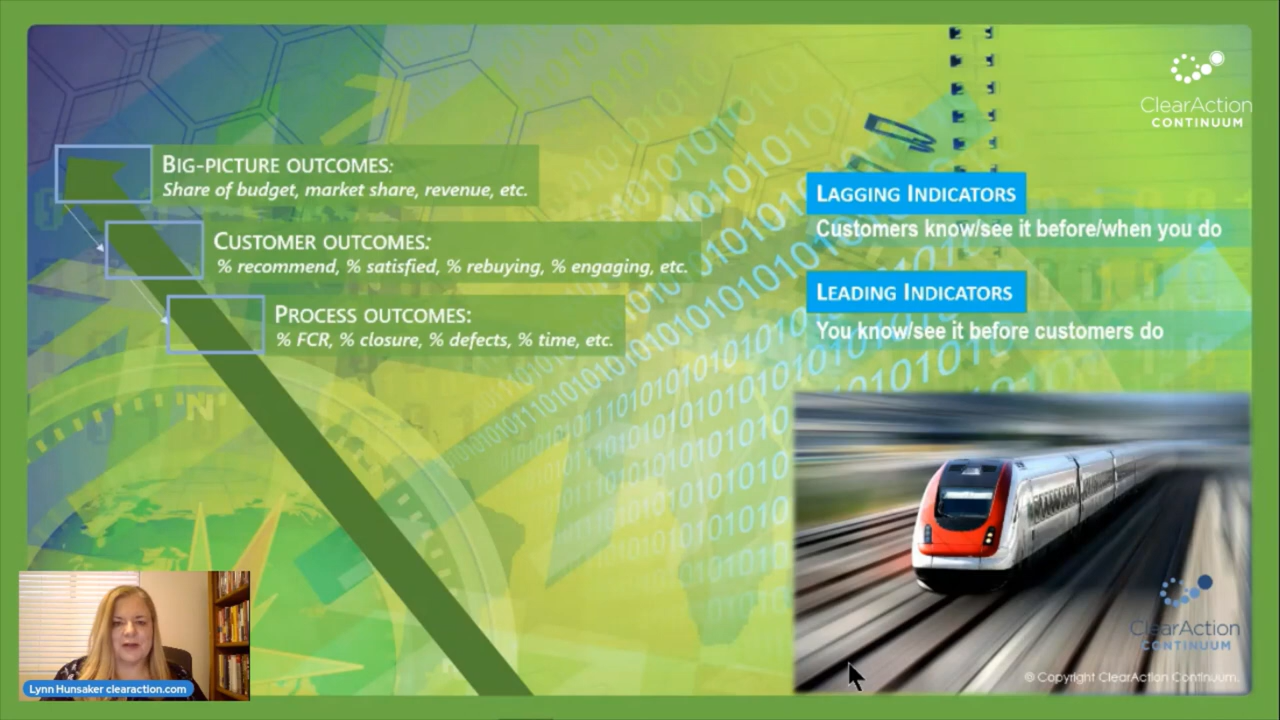 ClearAction
CONTINUUM
BIG-PICTURE OUTCOMES:
Share of budget, market share, revenue, etc.
CUSTOMER OUTCOMES:
% recommend, % satisfied, % rebuying, % engaging, etc.
PROCESS OUTCOMES:
% FCR, % closure, % defects, % time, etc.
LAGGING INDICATORS
Customers know/see it before/when you do
LEADING INDICATORS
You know/see it before customers do
'N'
ClearAction
CONTINUUM
© Copyright ClearAction Continuum.
Lynn Hunsaker clearaction.com